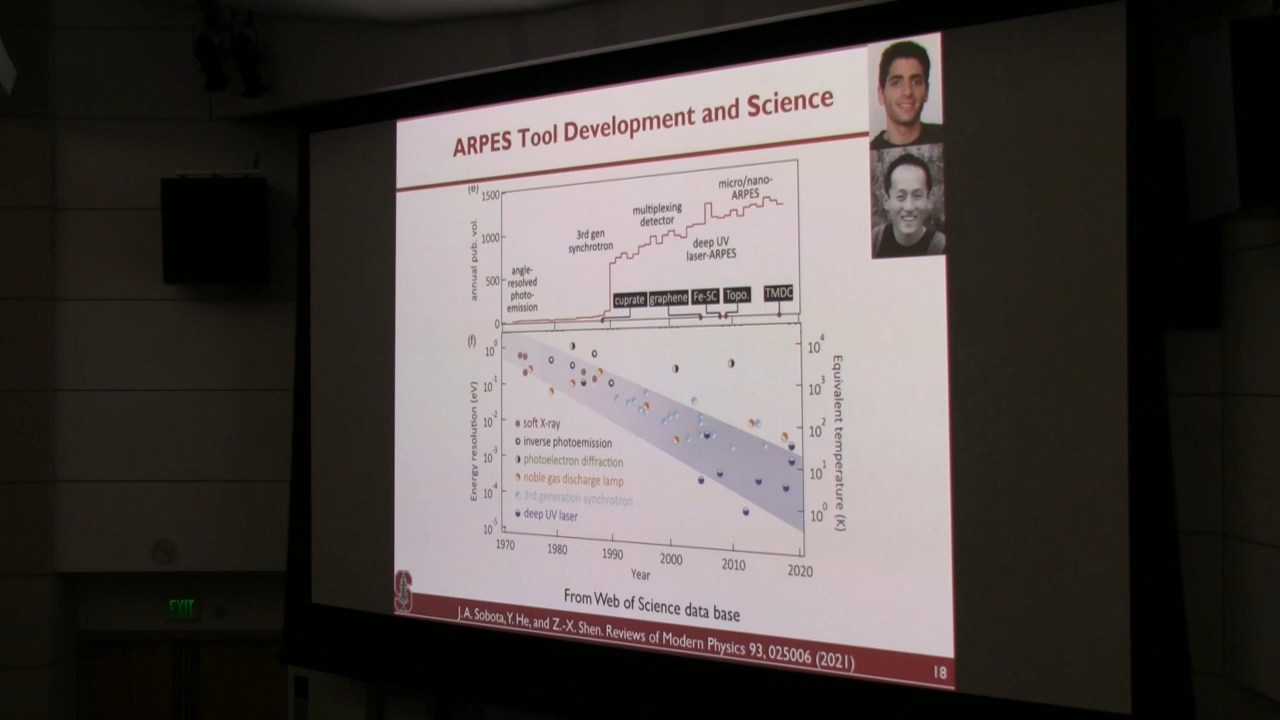 ARPES Tool Development and Science
(e)
1500
1000
500
0
annual pub. vol.
angle-
resolved
photo-
emission
3rd gen
synchrotron
multiplexing
detector
deep UV
laser-ARPES
micro/nano-
ARPES
cuprate
graphene
Fe-SC
Topo.
TMDC
(f)
10^0
10^-1
10^-2
10^-3
10^-4
10^-5
Energy resolution (eV)
soft X-ray
inverse photoemission
photoelectron diffraction
noble gas discharge lamp
3rd generation synchrotron
deep UV laser
10^4
10^3
10^2
10^1
10^0
Equivalent temperature (K)
1970 1980 1990 2000 2010 2020
Year
From Web of Science data base
J.A. Sobota, Y. He, and Z.-X. Shen. Reviews of Modern Physics 93, 025006 (2021)
18
EXIT